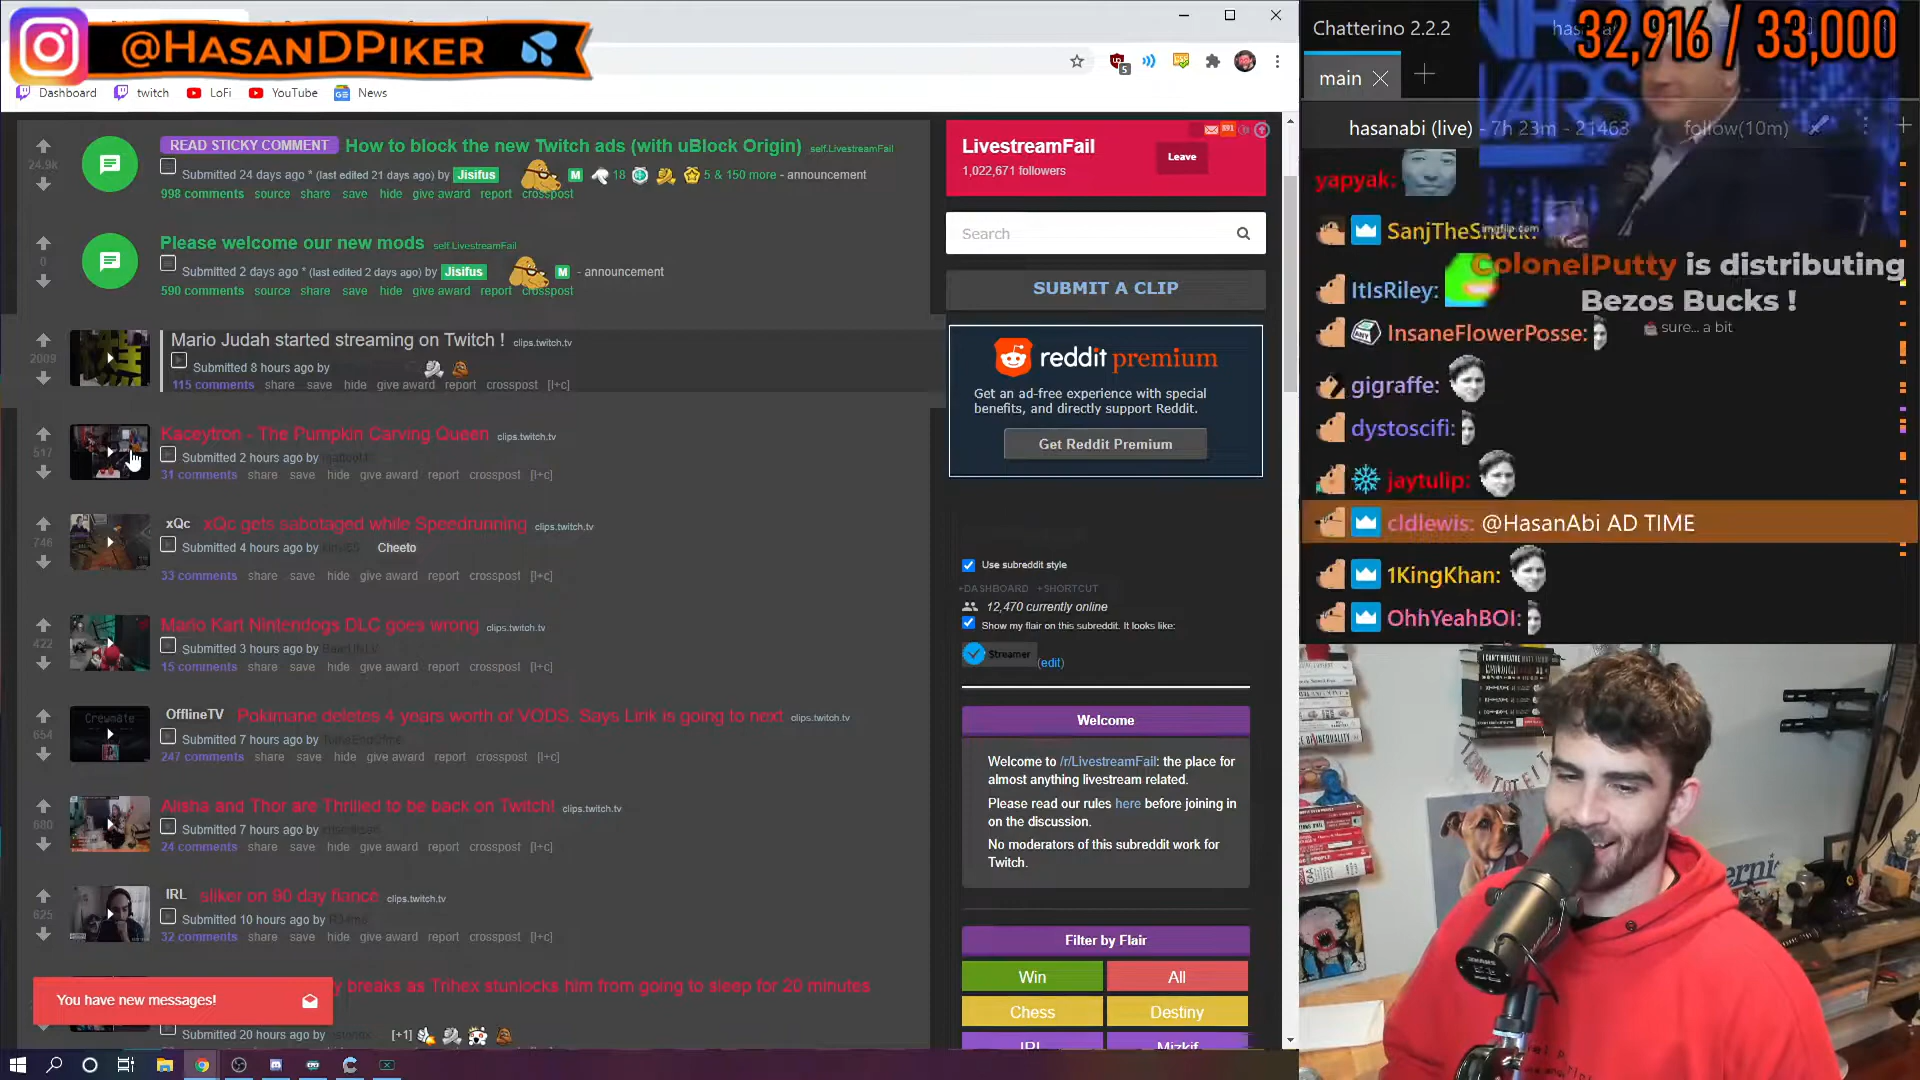 @HASANDPIKER
Dashboard
twitch
LoFi
YouTube
News
READ STICKY COMMENT How to block the new Twitch ads (with uBlock Origin) self.LivestreamFail
24.9k
Submitted 24 days ago * (last edited 21 days ago) by Jisifus M 18 5 & 150 more - announcement
998 comments source share save hide give award report crosspost
Please welcome our new mods self.LivestreamFail
0
Submitted 2 days ago * (last edited 2 days ago) by Jisifus M - announcement
590 comments source share save hide give award report crosspost
Mario Judah started streaming on Twitch ! clips.twitch.tv
2009
Submitted 8 hours ago by
115 comments share save hide give award report crosspost [l+c]
Kaceytron - The Pumpkin Carving Queen clips.twitch.tv
517
Submitted 2 hours ago by
31 comments share save hide give award report crosspost [l+c]
xQc xQc gets sabotaged while Speedrunning clips.twitch.tv
746
Submitted 4 hours ago by Cheeto
33 comments share save hide give award report crosspost [l+c]
Mario Kart Nintendogs DLC goes wrong clips.twitch.tv
422
Submitted 3 hours ago by
15 comments share save hide give award report crosspost [l+c]
Crewmate
OfflineTV Pokimane deletes 4 years worth of VODS. Says Lirik is going to next clips.twitch.tv
654
Submitted 7 hours ago by
247 comments share save hide give award report crosspost [l+c]
Alisha and Thor are Thrilled to be back on Twitch! clips.twitch.tv
680
Submitted 7 hours ago by
24 comments share save hide give award report crosspost [l+c]
IRL sliker on 90 day fiance clips.twitch.tv
625
Submitted 10 hours ago by
32 comments share save hide give award report crosspost [l+c]
y breaks as Trihex stunlocks him from going to sleep for 20 minutes
You have new messages!
Submitted 20 hours ago by [+1]
LivestreamFail
1,022,671 followers
Leave
Search
SUBMIT A CLIP
reddit premium
Get an ad-free experience with special
benefits, and directly support Reddit.
Get Reddit Premium
Use subreddit style
+DASHBOARD +SHORTCUT
12,470 currently online
Show my flair on this subreddit. It looks like:
Streamer (edit)
Welcome
Welcome to /r/LivestreamFail: the place for
almost anything livestream related.
Please read our rules here before joining in
on the discussion.
No moderators of this subreddit work for
Twitch.
Filter by Flair
Win
All
Chess
Destiny
IRL
Mizkif
Chatterino 2.2.2
32,916 / 33,000
main
hasanabi (live) - 7h 23m - 21463
follow(10m)
yapyak:
SanjTheSnack:
imgflip.com
ColonelPutty is distributing
Bezos Bucks !
sure... a bit
ItIsRiley:
InsaneFlowerPosse:
gigraffe:
dystoscifi:
jaytulip:
cldlewis: @HasanAbi AD TIME
1KingKhan:
OhhYeahBOI: